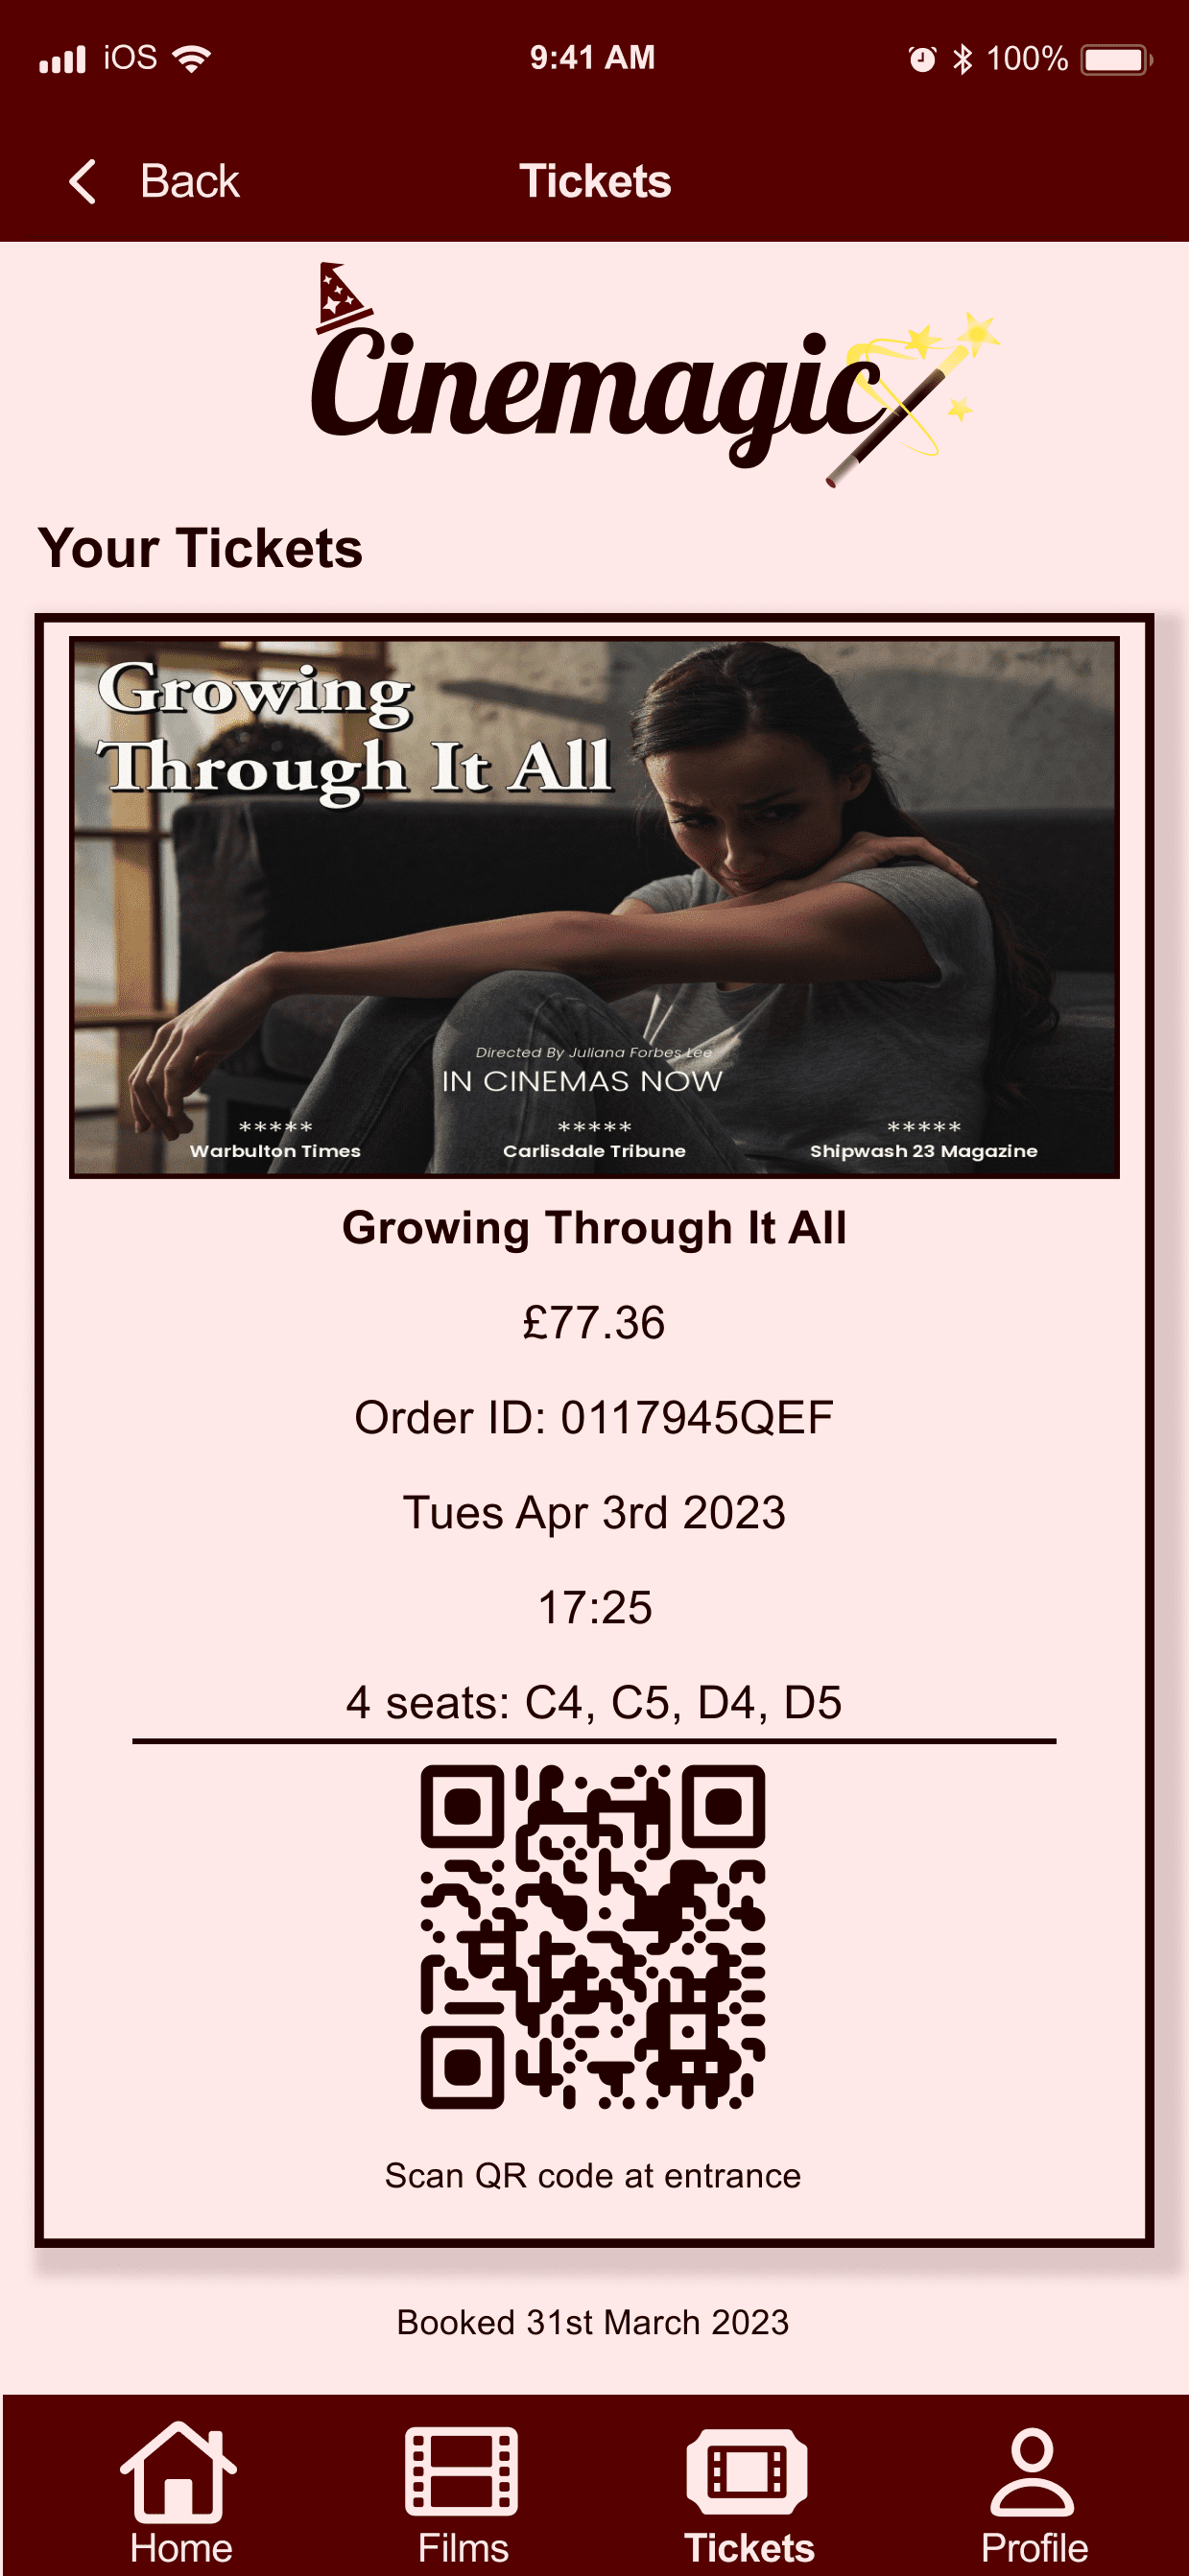 iOS 9:41 AM 100%
Back Tickets
Cinemagic
Your Tickets
Growing
Through It All
Directed By Juliana Forbes Lee
IN CINEMAS NOW
***** ***** *****
Warbulton Times Carlisdale Tribune Shipwash 23 Magazine
Growing Through It All
£77.36
Order ID: 0117945QEF
Tues Apr 3rd 2023
17:25
4 seats: C4, C5, D4, D5
Scan QR code at entrance
Booked 31st March 2023
Home Films Tickets Profile